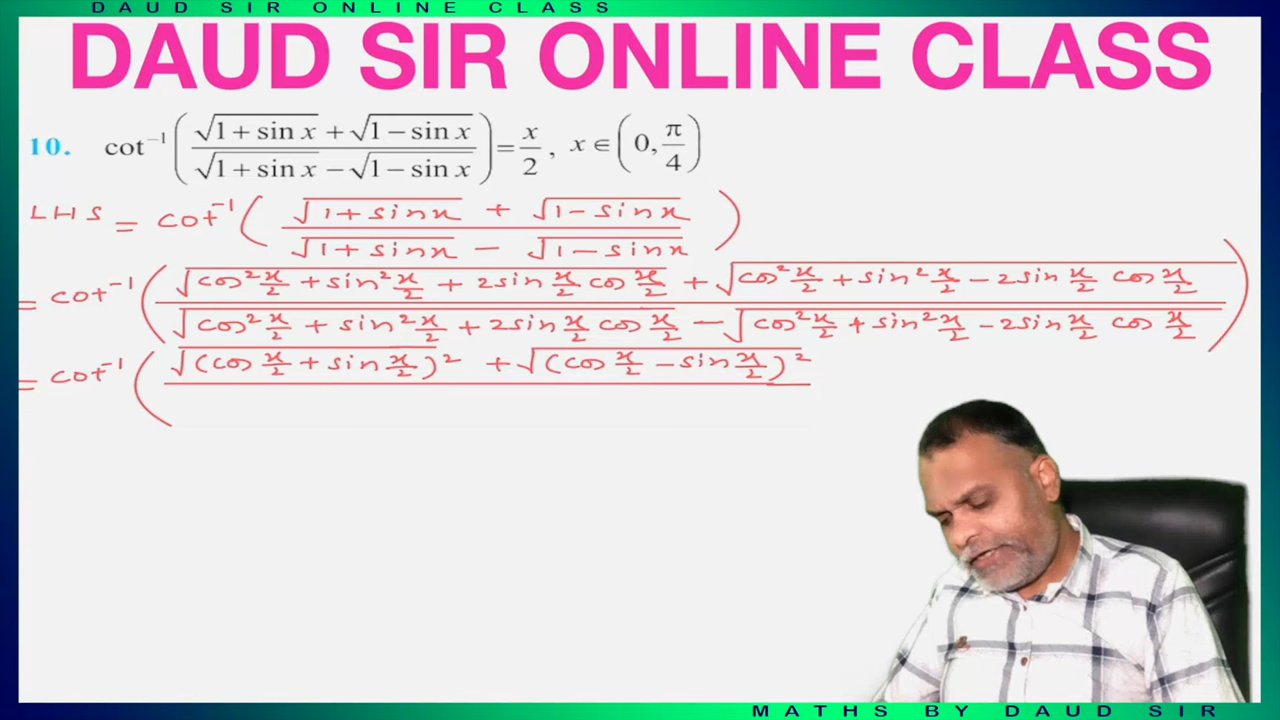 DAUD SIR ONLINE CLASS
DAUD SIR ONLINE CLASS
10. cot⁻¹((√(1 + sin x) + √(1 − sin x))/(√(1 + sin x) − √(1 − sin x))) = x/2, x ∈ (0, π/4)
LHS = cot⁻¹((√(1+sinx) + √(1−sinx))/(√(1+sinx) − √(1−sinx)))
= cot⁻¹((√(cos²x/2 + sin²x/2 + 2sin x/2 cos x/2) + √(cos²x/2 + sin²x/2 − 2sin x/2 cos x/2))/(√(cos²x/2 + sin²x/2 + 2sin x/2 cos x/2) − √(cos²x/2 + sin²x/2 − 2sin x/2 cos x/2)))
= cot⁻¹(√(cos x/2 + sin x/2)² + √(cos x/2 − sin x/2)²
MATHS BY DAUD SIR